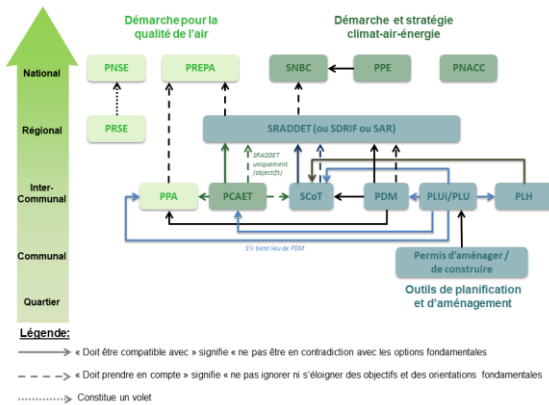 Démarche pour la
qualité de l'air
Démarche et stratégie
climat-air-énergie
National
PNSE
PREPA
SNBC
PPE
PNACC
Régional
PRSE
SRADDET (ou SDRIF ou SAR)
SRADDET
uniquement
(objectifs)
Inter-
Communal
PPA
PCAET
SCoT
PDM
PLUi/PLU
PLH
S'il tient lieu de PDM
Communal
Permis d'aménager /
de construire
Quartier
Outils de planification
et d'aménagement
Légende:
« Doit être compatible avec » signifie « ne pas être en contradiction avec les options fondamentales
« Doit prendre en compte » signifie « ne pas ignorer ni s'éloigner des objectifs et des orientations fondamentales
Constitue un volet